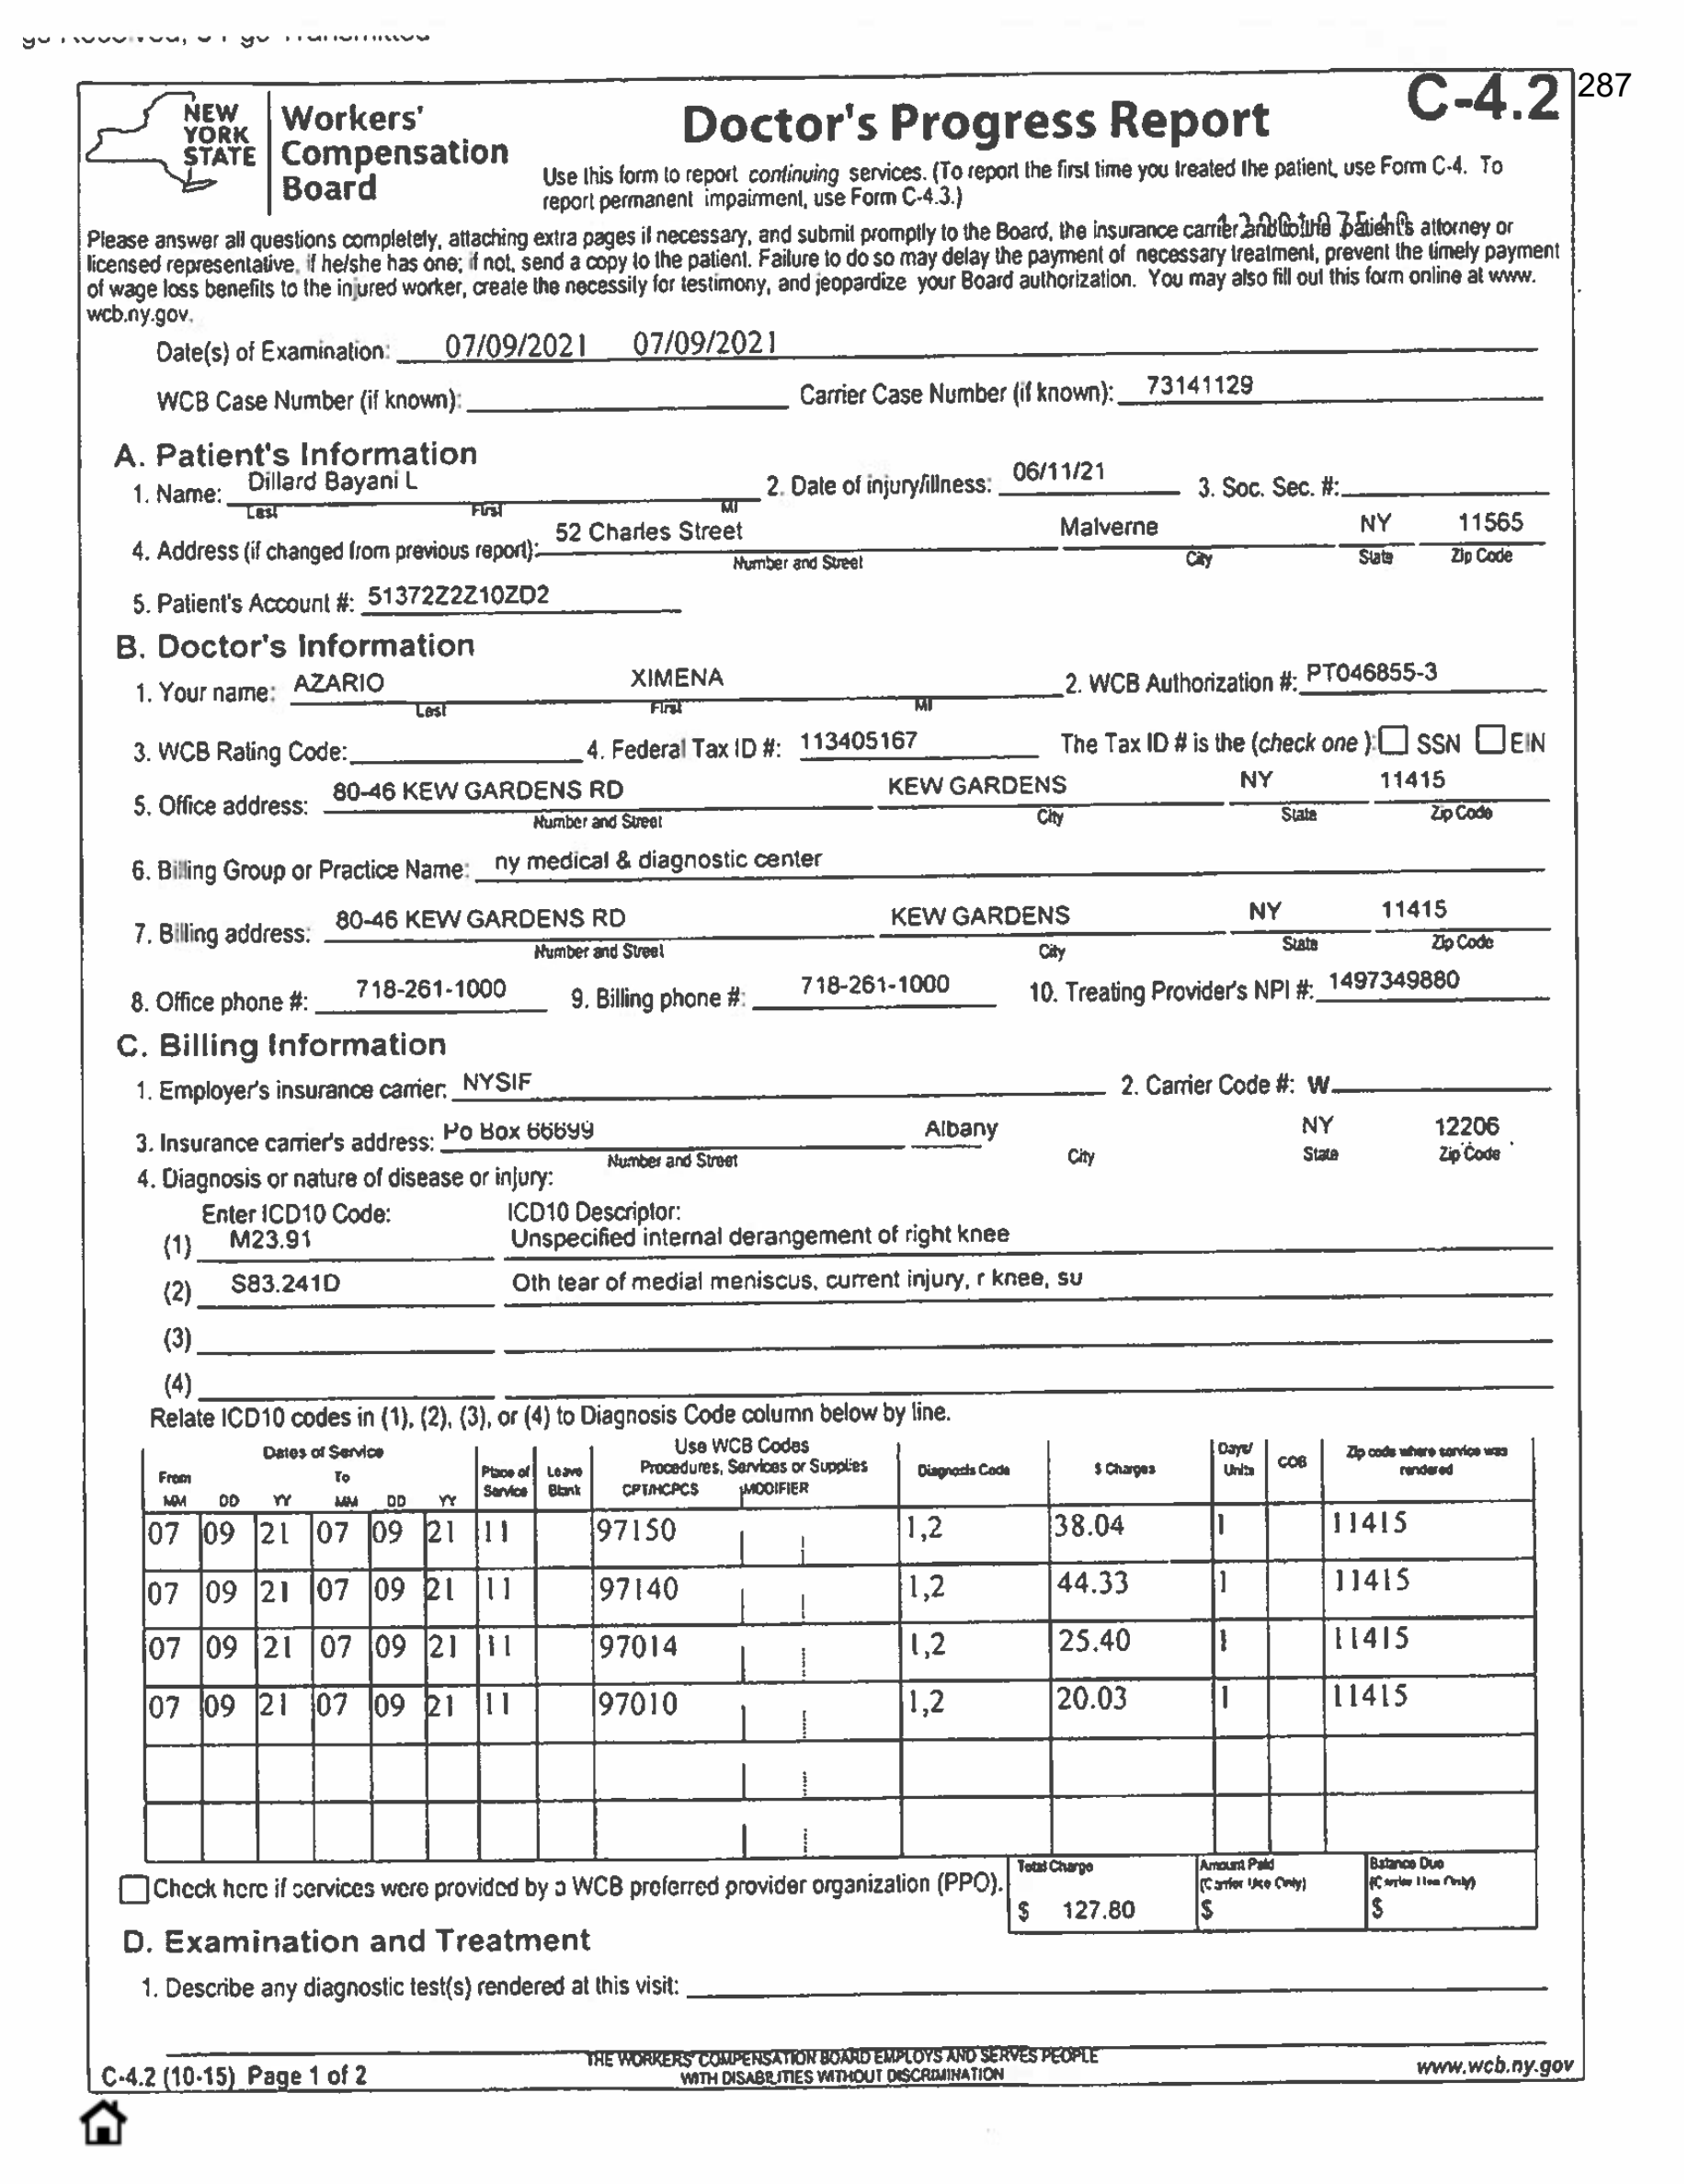 C-4.2 287
NEW YORK STATE Workers' Compensation Board
Doctor's Progress Report
Use this form to report continuing services. (To report the first time you treated the patient, use Form C-4. To
report permanent impairment, use Form C-4.3.)
Please answer all questions completely, attaching extra pages if necessary, and submit promptly to the Board, the insurance carrier and to the patient's attorney or
licensed representative, if he/she has one; if not, send a copy to the patient. Failure to do so may delay the payment of necessary treatment, prevent the timely payment
of wage loss benefits to the injured worker, create the necessity for testimony, and jeopardize your Board authorization. You may also fill out this form online at www.
wcb.ny.gov.
Date(s) of Examination: 07/09/2021 07/09/2021
WCB Case Number (if known): Carrier Case Number (if known): 73141129
A. Patient's Information
1. Name: Dillard Bayani L 2. Date of injury/illness: 06/11/21 3. Soc. Sec. #:
Last First MI
4. Address (if changed from previous report): 52 Charles Street Malverne NY 11565
Number and Street City State Zip Code
5. Patient's Account #: 51372Z2Z10ZD2
B. Doctor's Information
1. Your name: AZARIO XIMENA 2. WCB Authorization #: PT046855-3
Last First MI
3. WCB Rating Code: 4. Federal Tax ID #: 113405167 The Tax ID # is the (check one ): SSN EIN
5. Office address: 80-46 KEW GARDENS RD KEW GARDENS NY 11415
Number and Street City State Zip Code
6. Billing Group or Practice Name: ny medical & diagnostic center
7. Billing address: 80-46 KEW GARDENS RD KEW GARDENS NY 11415
Number and Street City State Zip Code
8. Office phone #: 718-261-1000 9. Billing phone #: 718-261-1000 10. Treating Provider's NPI #: 1497349880
C. Billing Information
1. Employer's insurance carrier: NYSIF 2. Carrier Code #: W
3. Insurance carrier's address: Po Box 66699 Albany NY 12206
Number and Street City State Zip Code
4. Diagnosis or nature of disease or injury:
Enter ICD10 Code: ICD10 Descriptor:
(1) M23.91 Unspecified internal derangement of right knee
(2) S83.241D Oth tear of medial meniscus, current injury, r knee, su
(3)
(4)
Relate ICD10 codes in (1), (2), (3), or (4) to Diagnosis Code column below by line.
Dates of Service Use WCB Codes
From To Place of Service Leave Blank Procedures, Services or Supplies Diagnosis Code $ Charges Days/ Units COB Zip code where service was rendered
MM DD YY MM DD YY CPT/HCPCS MODIFIER
07 09 21 07 09 21 11 97150 1,2 38.04 1 11415
07 09 21 07 09 21 11 97140 1,2 44.33 1 11415
07 09 21 07 09 21 11 97014 1,2 25.40 1 11415
07 09 21 07 09 21 11 97010 1,2 20.03 1 11415
Check here if services were provided by a WCB preferred provider organization (PPO).
Total Charge Amount Paid (Carrier Use Only) Balance Due (Carrier Use Only)
$ 127.80 $ $
D. Examination and Treatment
1. Describe any diagnostic test(s) rendered at this visit:
THE WORKERS' COMPENSATION BOARD EMPLOYS AND SERVES PEOPLE
WITH DISABILITIES WITHOUT DISCRIMINATION
C-4.2 (10-15) Page 1 of 2 www.wcb.ny.gov